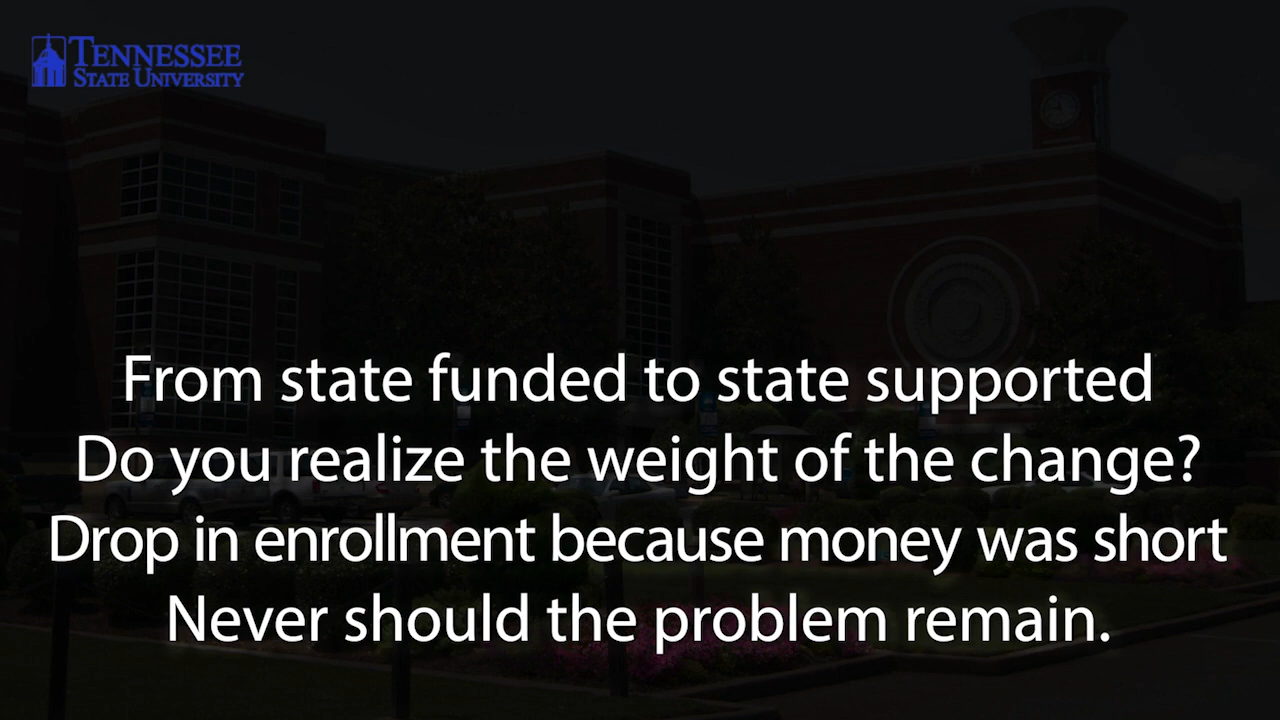 TENNESSEE
STATE UNIVERSITY
From state funded to state supported
Do you realize the weight of the change?
Drop in enrollment because money was short
Never should the problem remain.